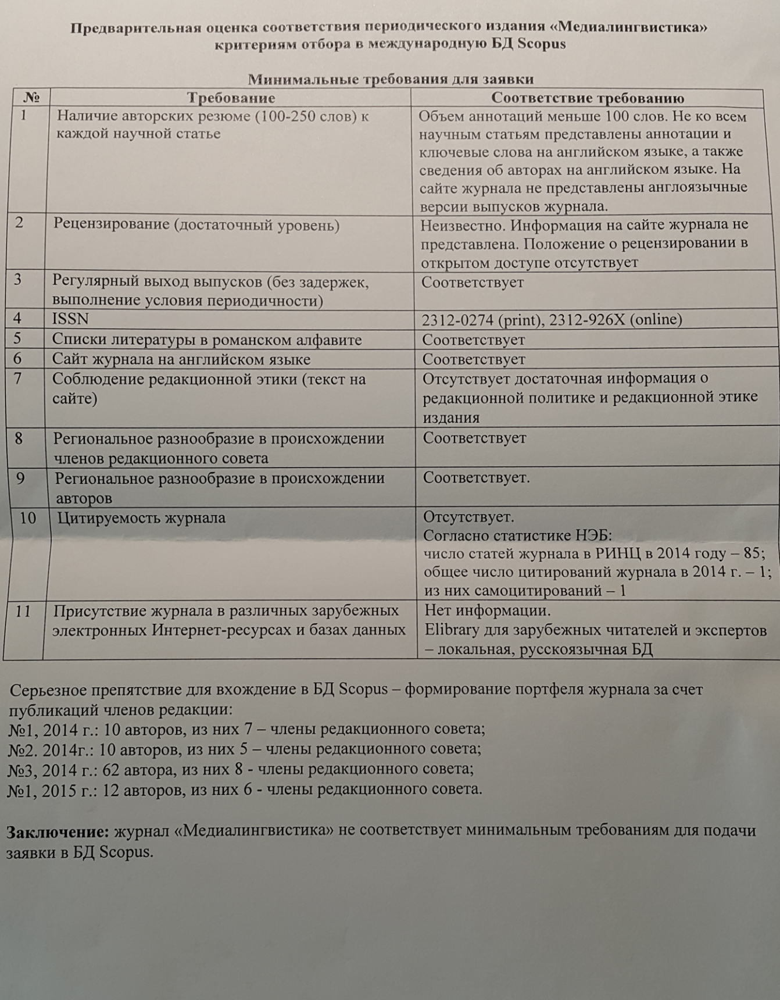 Предварительная оценка соответствия периодического издания «Медиалингвистика»
критериям отбора в международную БД Scopus
Минимальные требования для заявки
№ Требование Соответствие требованию
1 Наличие авторских резюме (100-250 слов) к
каждой научной статье
Объем аннотаций меньше 100 слов. Не ко всем
научным статьям представлены аннотации и
ключевые слова на английском языке, а также
сведения об авторах на английском языке. На
сайте журнала не представлены англоязычные
версии выпусков журнала.
2 Рецензирование (достаточный уровень)
Неизвестно. Информация на сайте журнала не
представлена. Положение о рецензировании в
открытом доступе отсутствует
3 Регулярный выход выпусков (без задержек,
выполнение условия периодичности)
Соответствует
4 ISSN
2312-0274 (print), 2312-926X (online)
5 Списки литературы в романском алфавите
Соответствует
6 Сайт журнала на английском языке
Соответствует
7 Соблюдение редакционной этики (текст на
сайте)
Отсутствует достаточная информация о
редакционной политике и редакционной этике
издания
8 Региональное разнообразие в происхождении
членов редакционного совета
Соответствует
9 Региональное разнообразие в происхождении
авторов
Соответствует.
10 Цитируемость журнала
Отсутствует.
Согласно статистике НЭБ:
число статей журнала в РИНЦ в 2014 году – 85;
общее число цитирований журнала в 2014 г. – 1;
из них самоцитирований – 1
11 Присутствие журнала в различных зарубежных
электронных Интернет-ресурсах и базах данных
Нет информации.
Elibrary для зарубежных читателей и экспертов
– локальная, русскоязычная БД
Серьезное препятствие для вхождение в БД Scopus – формирование портфеля журнала за счет
публикаций членов редакции:
№1, 2014 г.: 10 авторов, из них 7 – члены редакционного совета;
№2. 2014г.: 10 авторов, из них 5 – члены редакционного совета;
№3, 2014 г.: 62 автора, из них 8 - члены редакционного совета;
№1, 2015 г.: 12 авторов, из них 6 - члены редакционного совета.
Заключение: журнал «Медиалингвистика» не соответствует минимальным требованиям для подачи
заявки в БД Scopus.